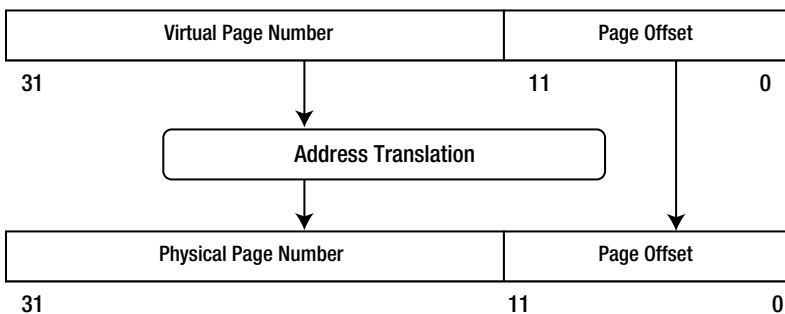 Virtual Page Number Page Offset
31 11 0
Address Translation
Physical Page Number Page Offset
31 11 0